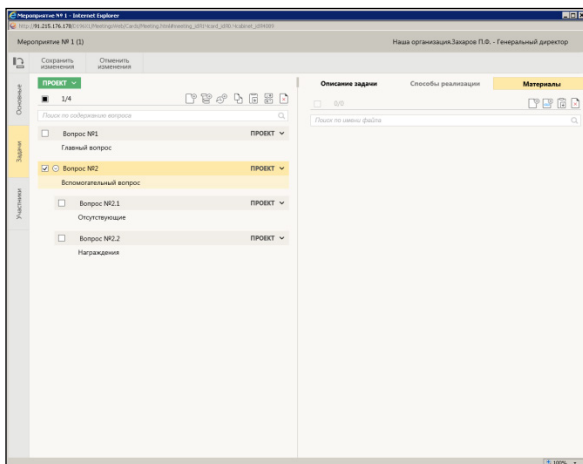 Мероприятие № 1 - Internet Explorer
Мероприятие № 1 (1)
Наша организация.Захаров П.Ф. - Генеральный директор
Сохранить изменения
Отменить изменения
Основные
Задачи
Участники
ПРОЕКТ
1/4
Поиск по содержанию вопроса
Вопрос №1 ПРОЕКТ
Главный вопрос
Вопрос №2 ПРОЕКТ
Вспомогательный вопрос
Вопрос №2.1 ПРОЕКТ
Отсутствующие
Вопрос №2.2 ПРОЕКТ
Награждения
Описание задачи Способы реализации Материалы
0/0
Поиск по имени файла
100%